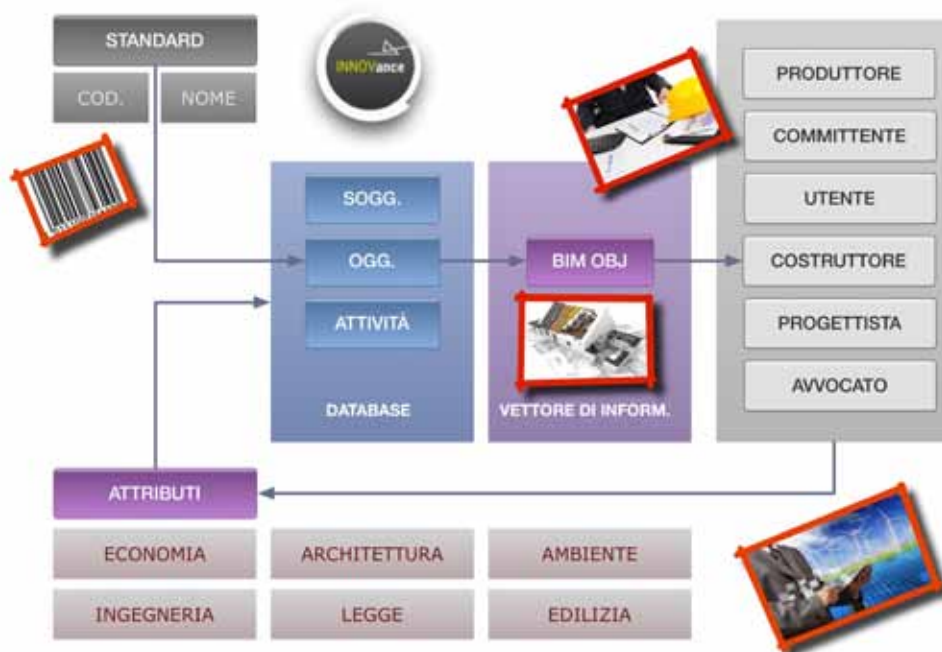 STANDARD
COD.
NOME
INNOVance
SOGG.
OGG.
ATTIVITÀ
DATABASE
BIM OBJ
VETTORE DI INFORM.
PRODUTTORE
COMMITTENTE
UTENTE
COSTRUTTORE
PROGETTISTA
AVVOCATO
ATTRIBUTI
ECONOMIA
ARCHITETTURA
AMBIENTE
INGEGNERIA
LEGGE
EDILIZIA